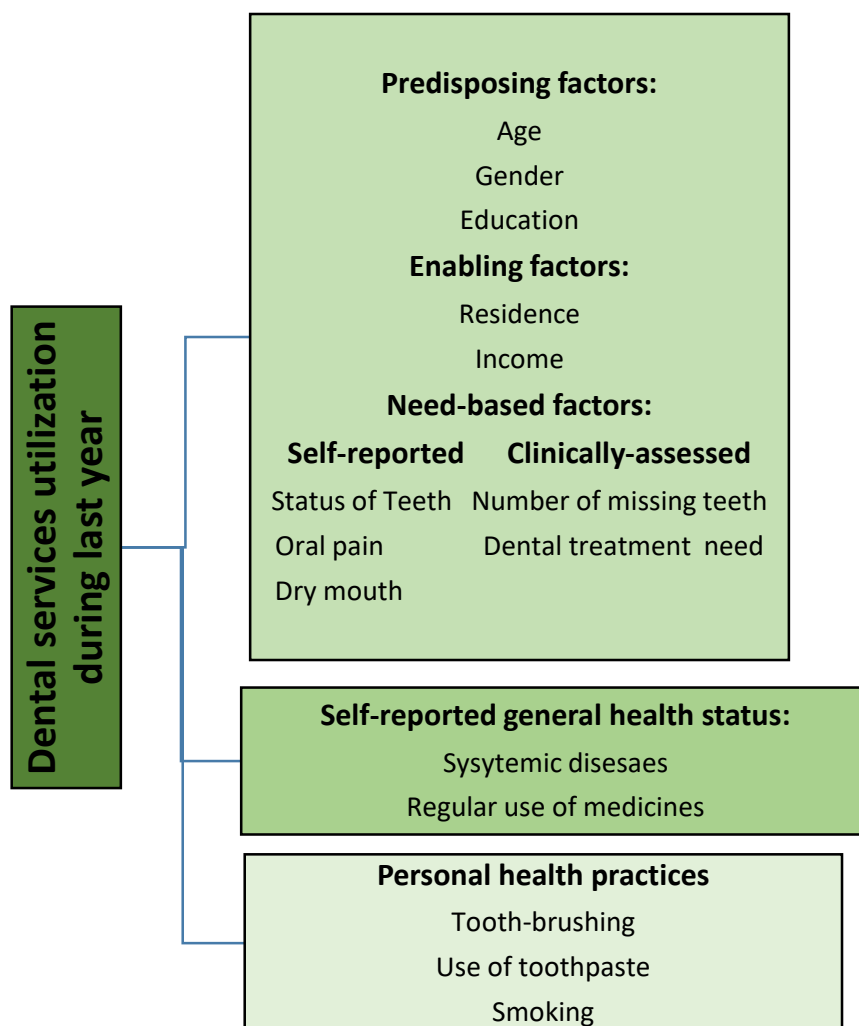 Dental services utilization
during last year
Predisposing factors:
Age
Gender
Education
Enabling factors:
Residence
Income
Need-based factors:
Self-reported Clinically-assessed
Status of Teeth Number of missing teeth
Oral pain Dental treatment need
Dry mouth
Self-reported general health status:
Sysytemic disesaes
Regular use of medicines
Personal health practices
Tooth-brushing
Use of toothpaste
Smoking